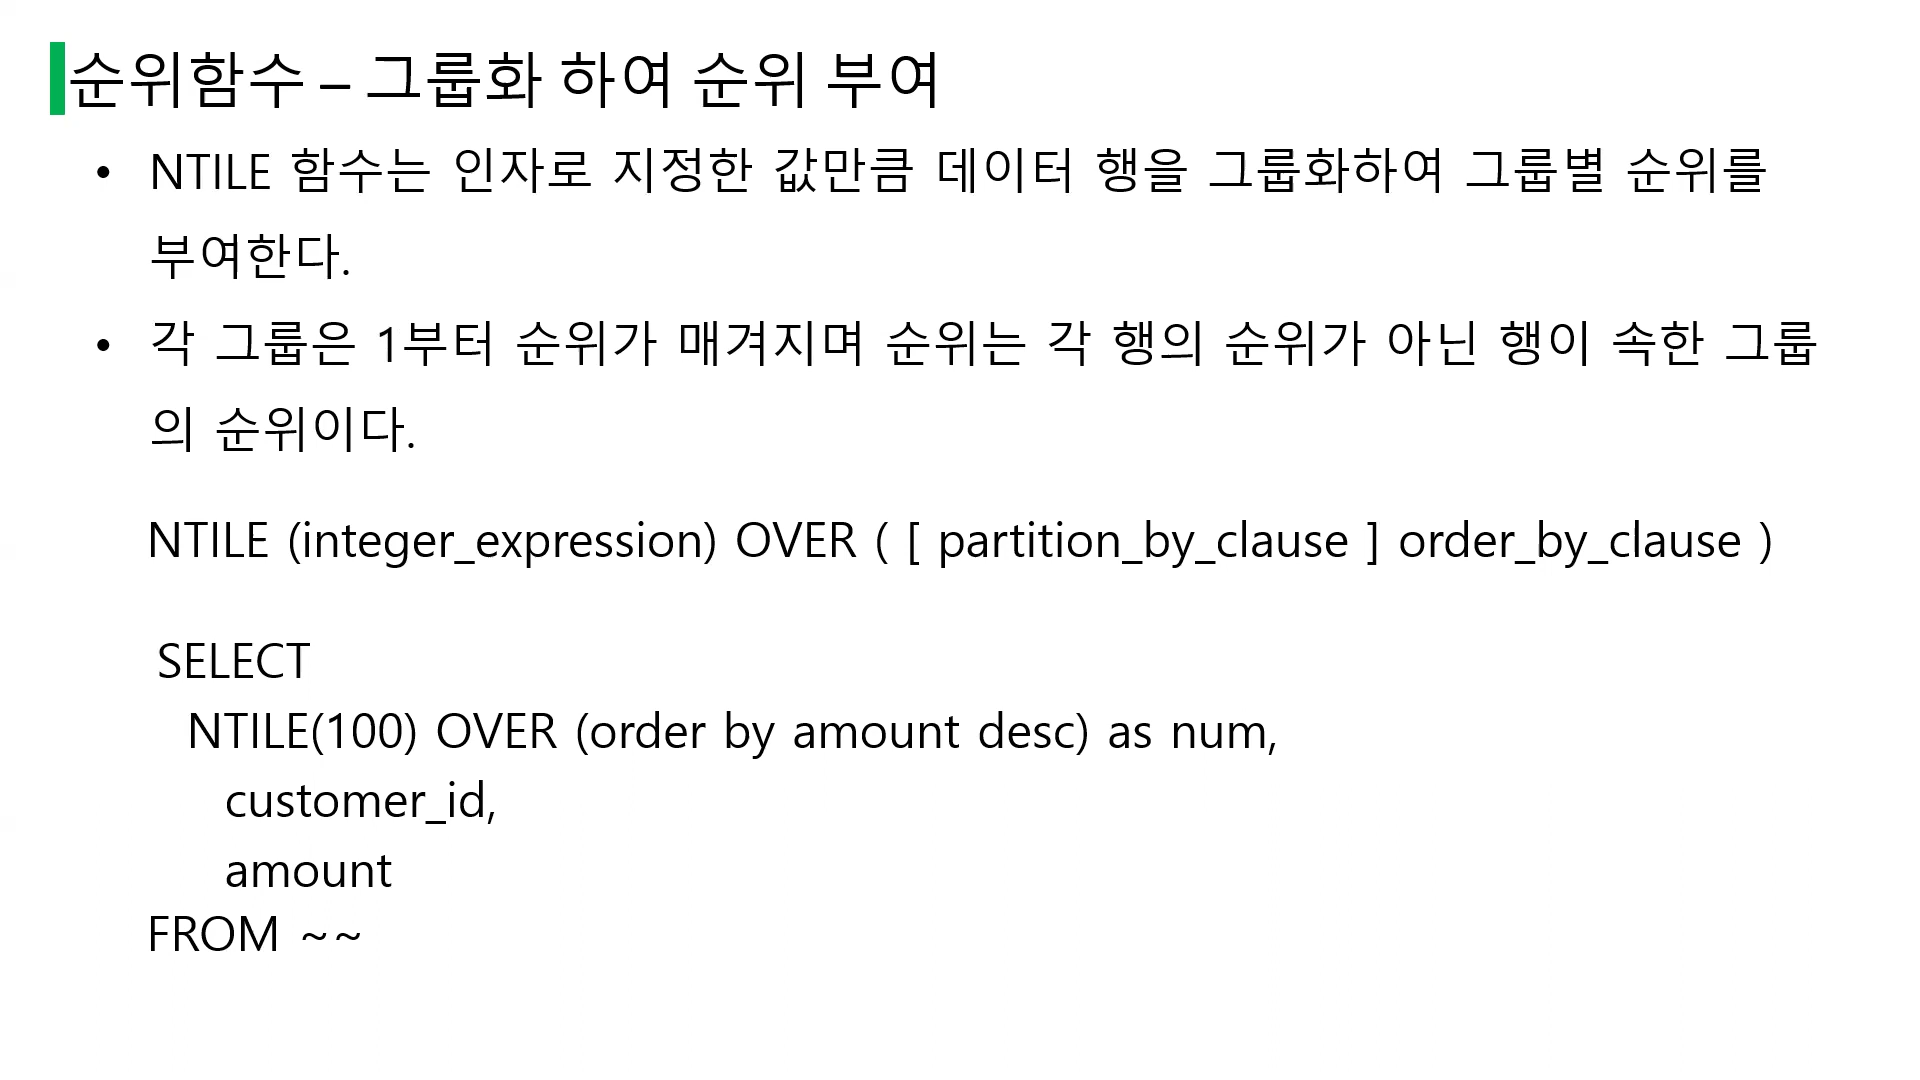 순위함수 – 그룹화 하여 순위 부여
• NTILE 함수는 인자로 지정한 값만큼 데이터 행을 그룹화하여 그룹별 순위를
부여한다.
• 각 그룹은 1부터 순위가 매겨지며 순위는 각 행의 순위가 아닌 행이 속한 그룹
의 순위이다.
NTILE (integer_expression) OVER ( [ partition_by_clause ] order_by_clause )
SELECT
NTILE(100) OVER (order by amount desc) as num,
customer_id,
amount
FROM ~~